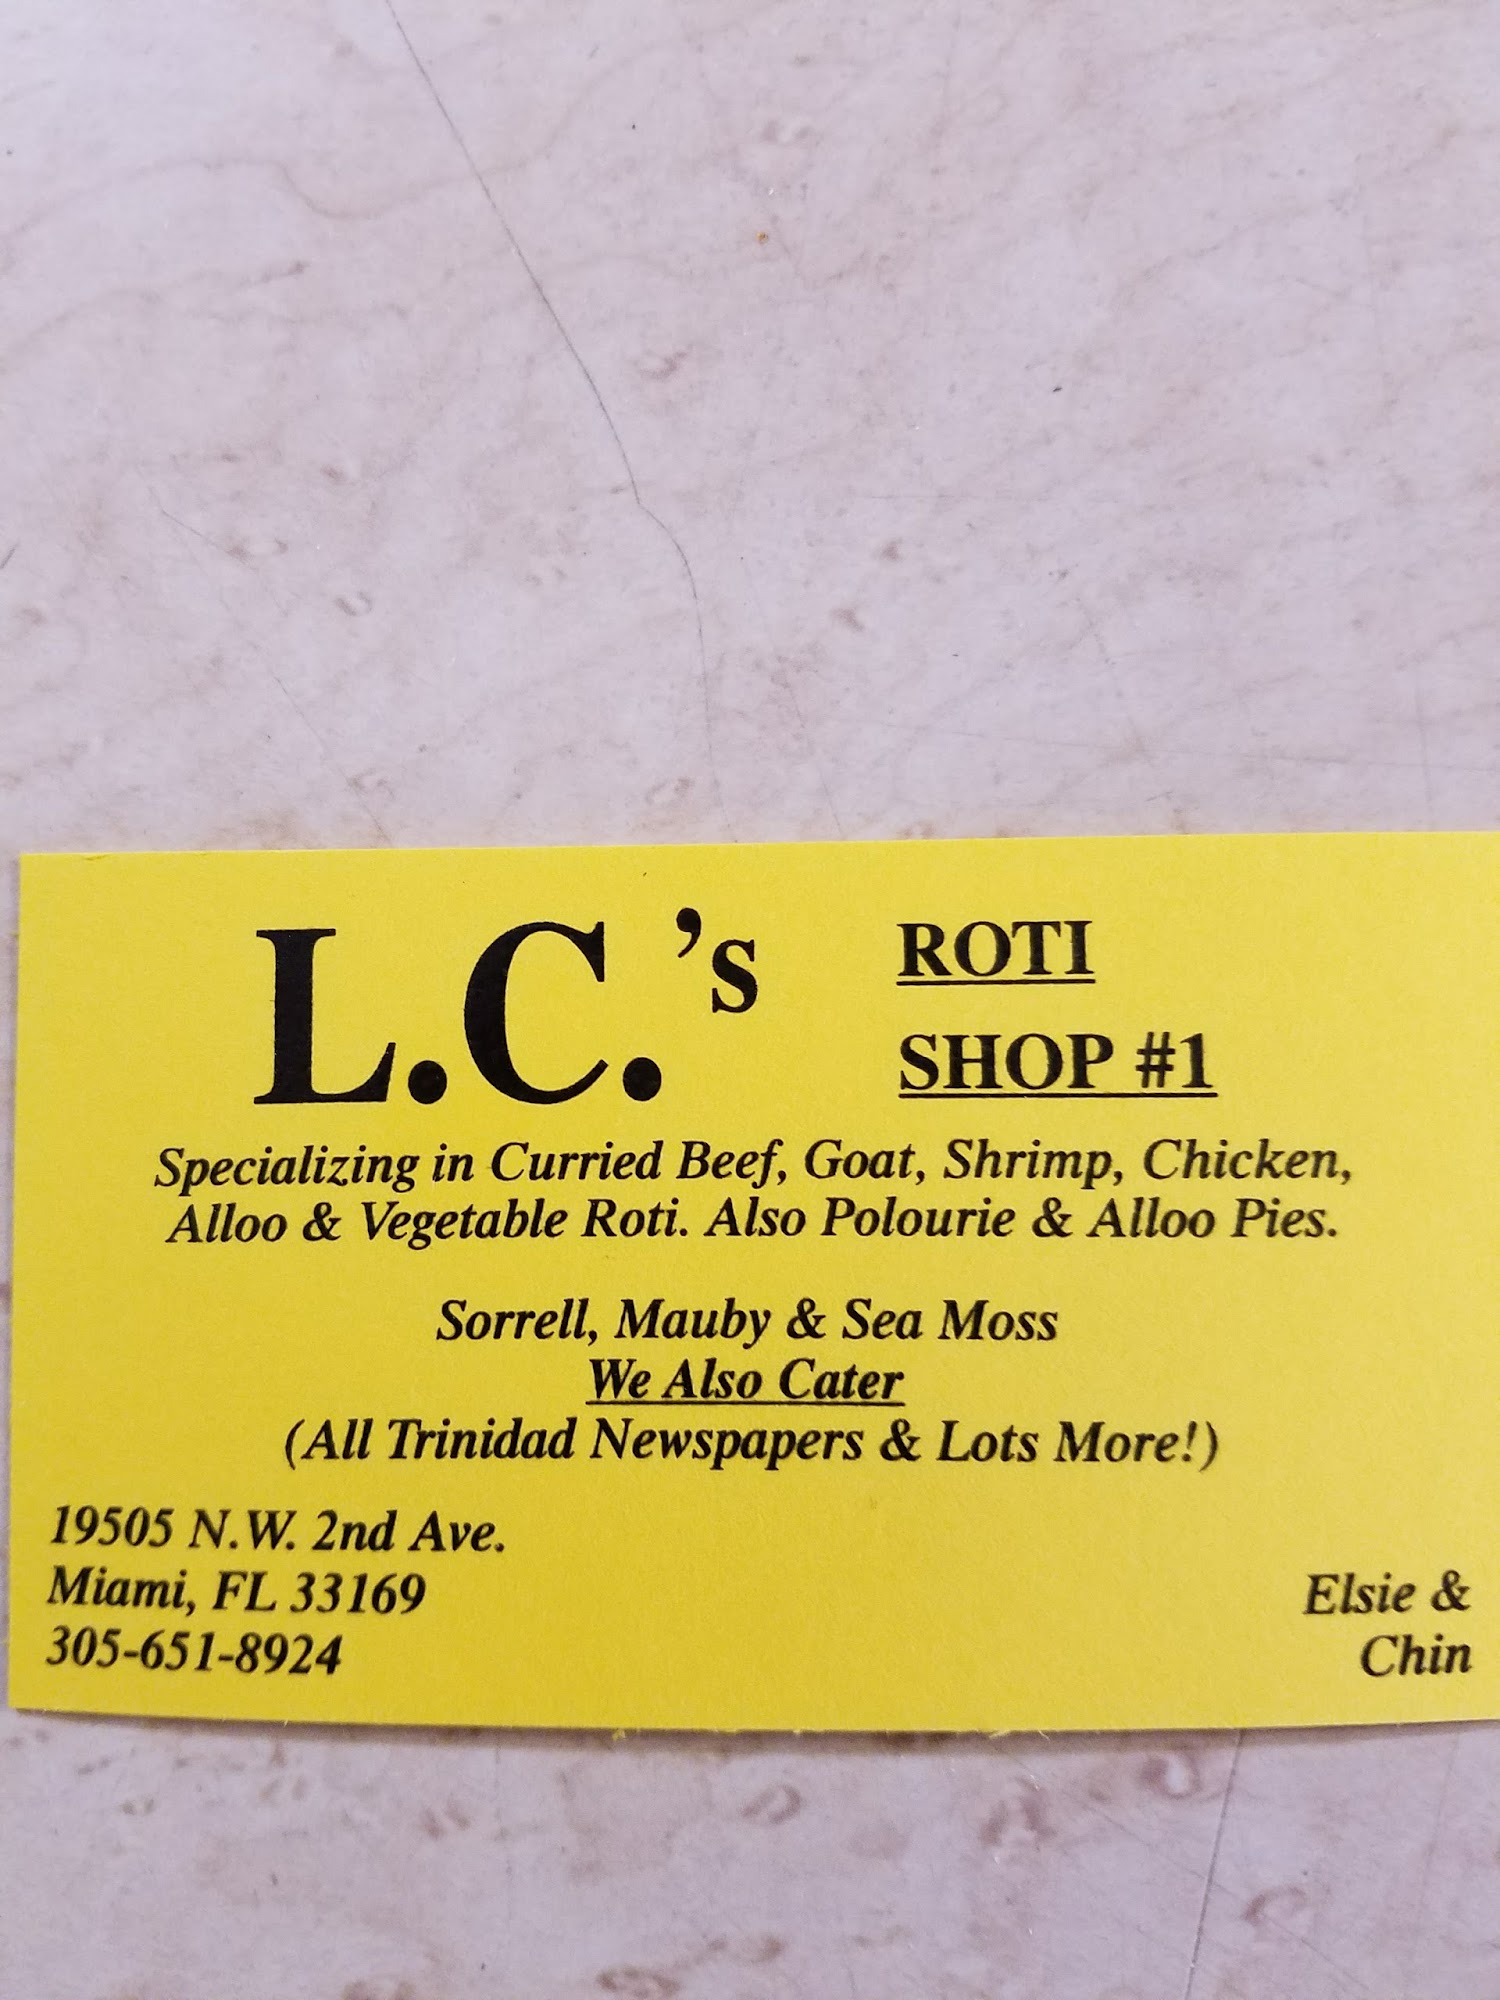 L.C.'s ROTI
SHOP #1
Specializing in Curried Beef, Goat, Shrimp, Chicken,
Alloo & Vegetable Roti. Also Polourie & Alloo Pies.
Sorrell, Mauby & Sea Moss
We Also Cater
(All Trinidad Newspapers & Lots More!)
19505 N.W. 2nd Ave.
Miami, FL 33169
305-651-8924
Elsie &
Chin